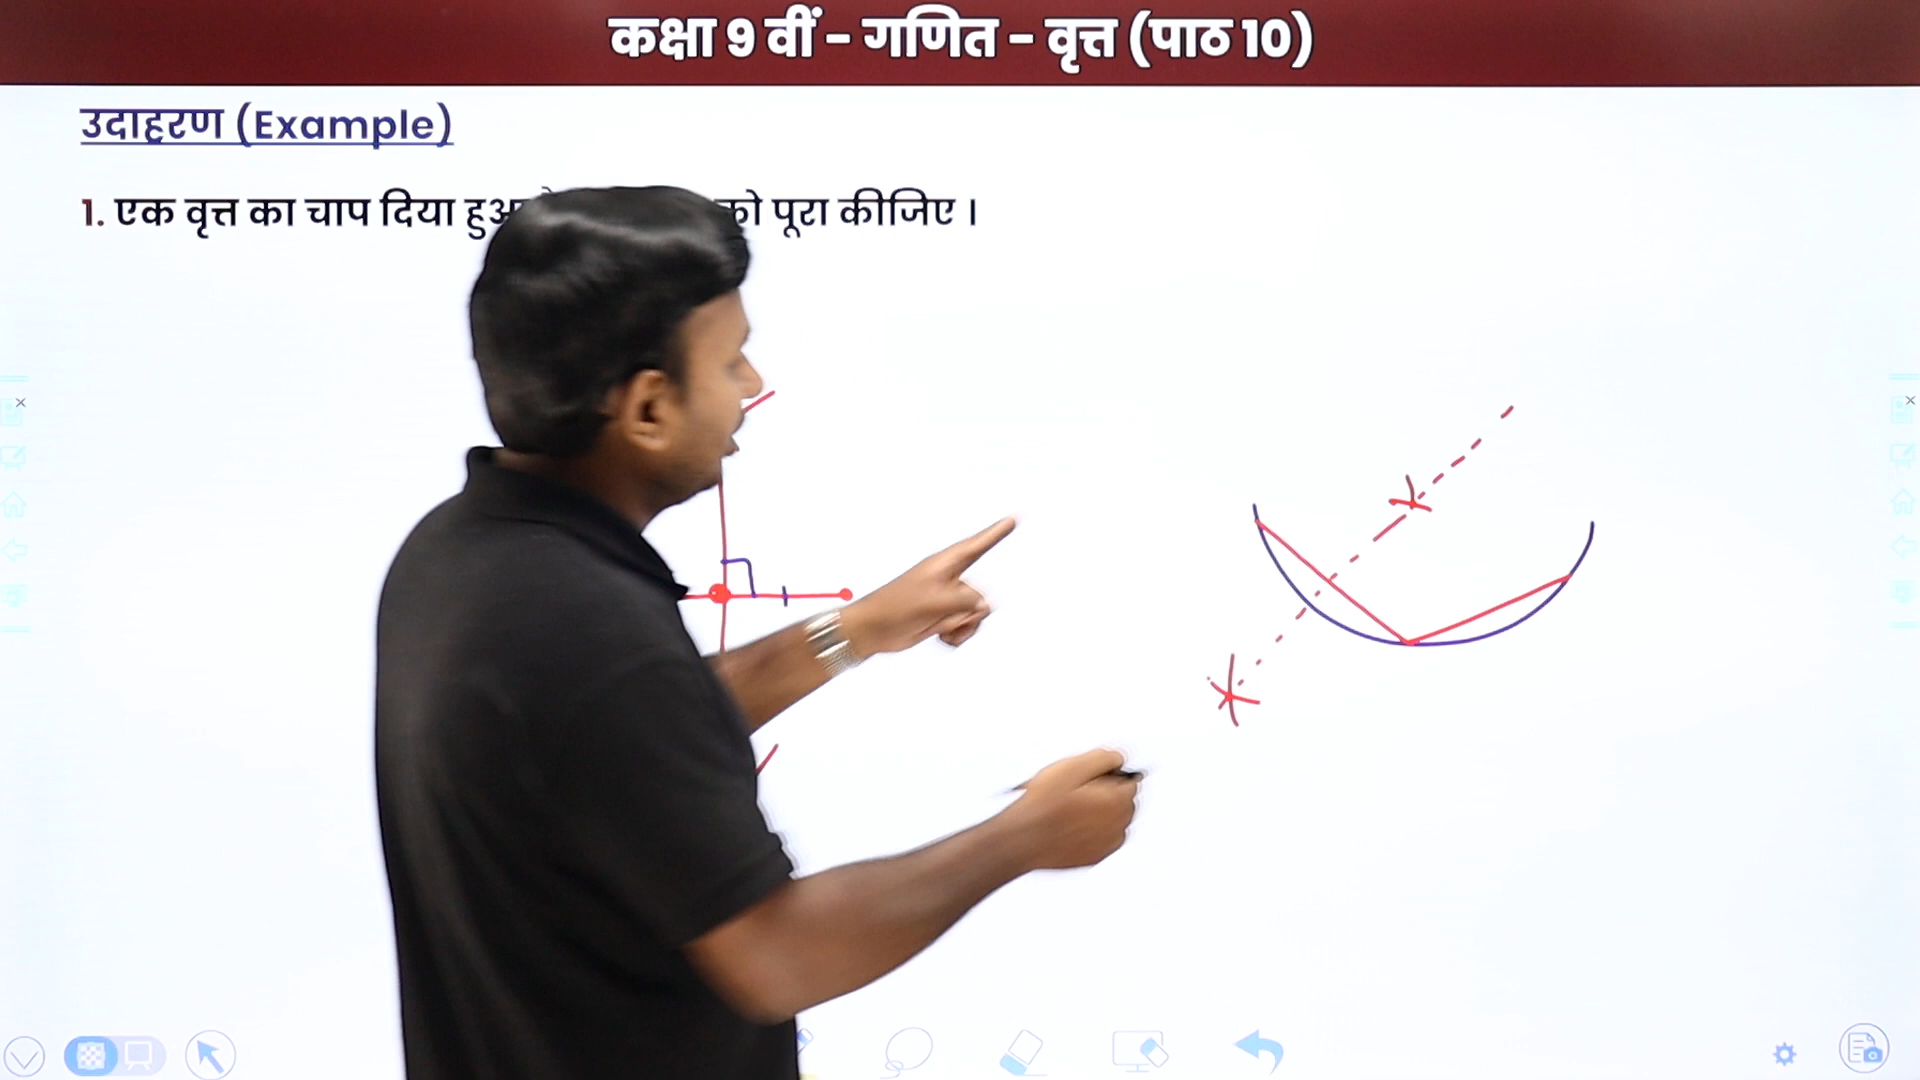 कक्षा 9 वीं - गणित - वृत्त (पाठ 10)
उदाहरण (Example)
1. एक वृत्त का चाप दिया को पूरा कीजिए ।